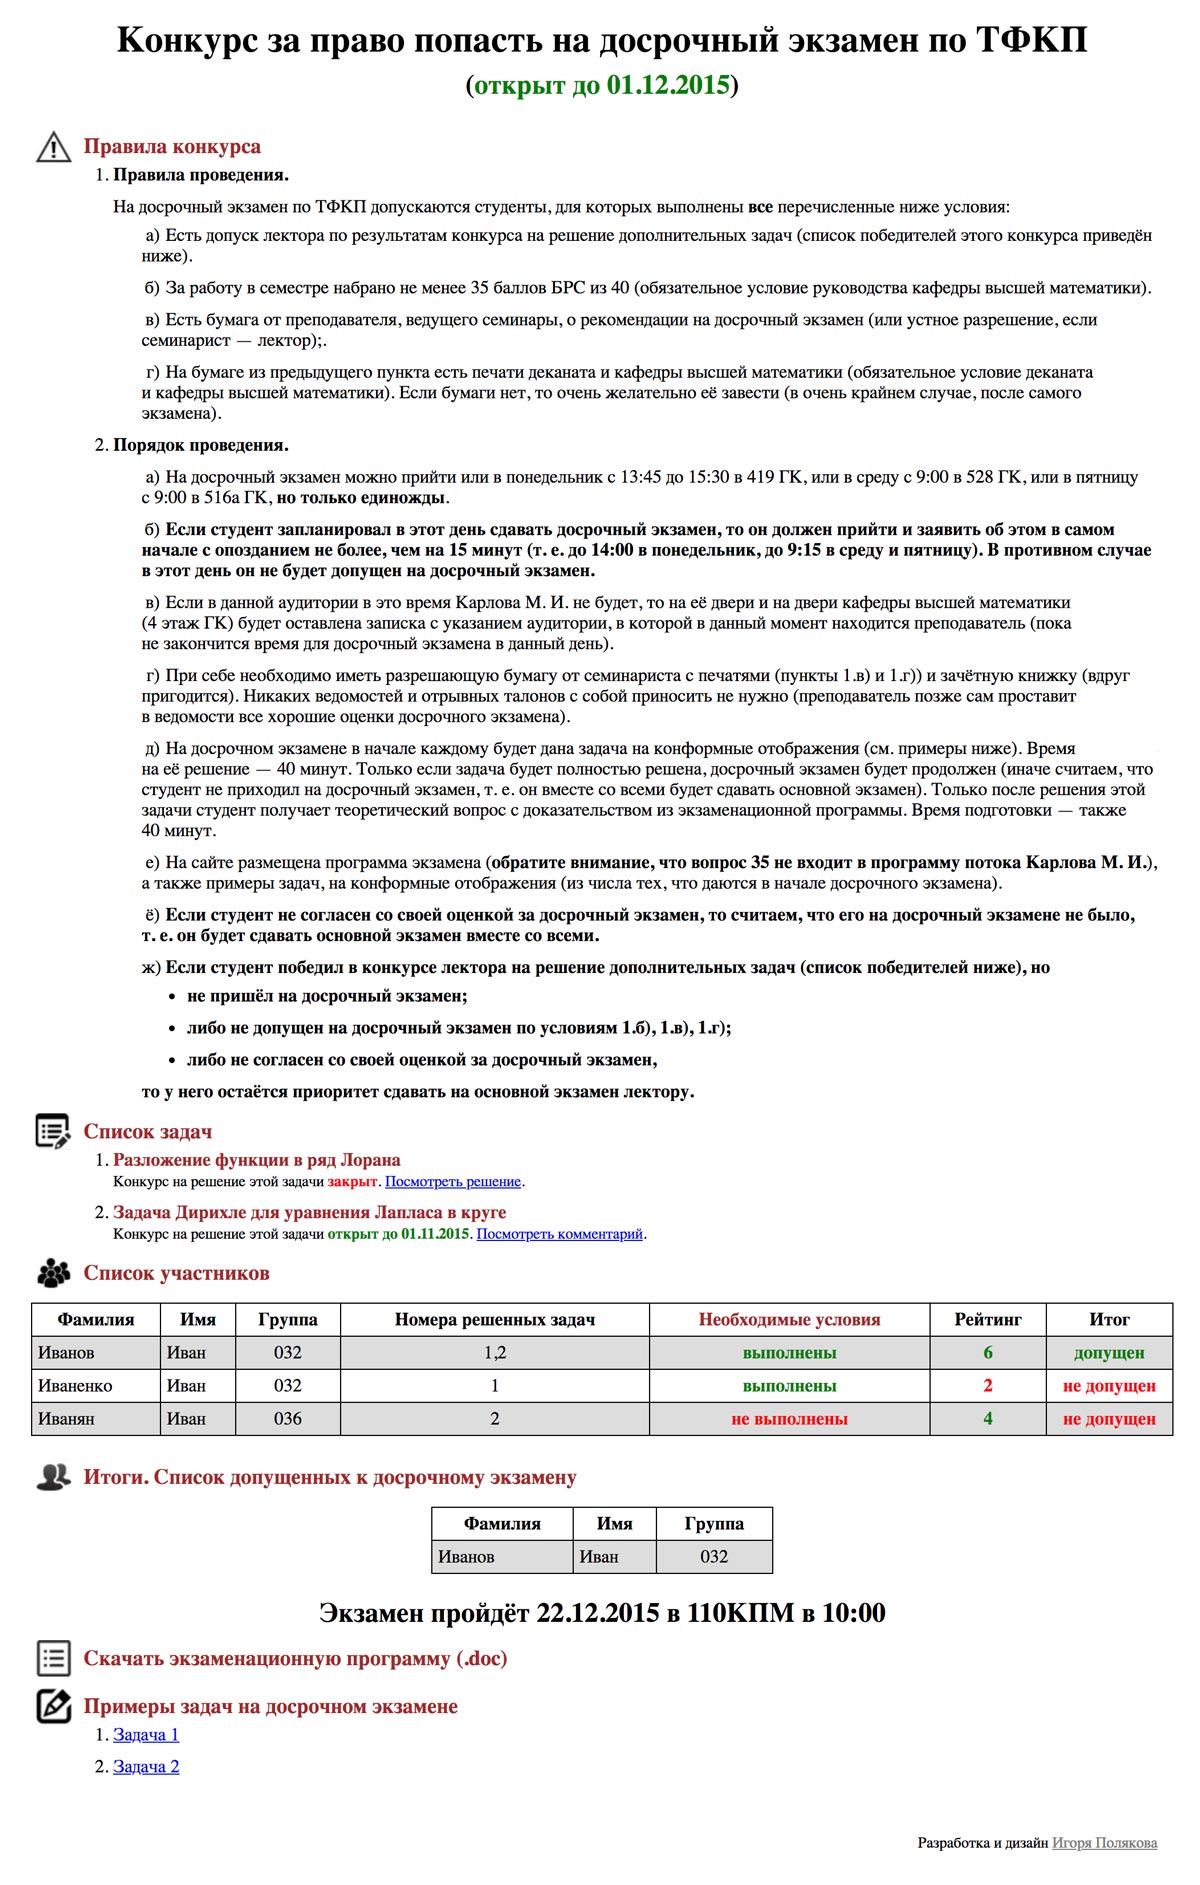 Конкурс за право попасть на досрочный экзамен по ТФКП
(открыт до 01.12.2015)
Правила конкурса
1. Правила проведения.
На досрочный экзамен по ТФКП допускаются студенты, для которых выполнены все перечисленные ниже условия:
а) Есть допуск лектора по результатам конкурса на решение дополнительных задач (список победителей этого конкурса приведён
ниже).
б) За работу в семестре набрано не менее 35 баллов БРС из 40 (обязательное условие руководства кафедры высшей математики).
в) Есть бумага от преподавателя, ведущего семинары, о рекомендации на досрочный экзамен (или устное разрешение, если
семинарист — лектор);.
г) На бумаге из предыдущего пункта есть печати деканата и кафедры высшей математики (обязательное условие деканата
и кафедры высшей математики). Если бумаги нет, то очень желательно её завести (в очень крайнем случае, после самого
экзамена).
2. Порядок проведения.
а) На досрочный экзамен можно прийти или в понедельник с 13:45 до 15:30 в 419 ГК, или в среду с 9:00 в 528 ГК, или в пятницу
с 9:00 в 516а ГК, но только единожды.
б) Если студент запланировал в этот день сдавать досрочный экзамен, то он должен прийти и заявить об этом в самом
начале с опозданием не более, чем на 15 минут (т. е. до 14:00 в понедельник, до 9:15 в среду и пятницу). В противном случае
в этот день он не будет допущен на досрочный экзамен.
в) Если в данной аудитории в это время Карлова М. И. не будет, то на её двери и на двери кафедры высшей математики
(4 этаж ГК) будет оставлена записка с указанием аудитории, в которой в данный момент находится преподаватель (пока
не закончится время для досрочный экзамена в данный день).
г) При себе необходимо иметь разрешающую бумагу от семинариста с печатями (пункты 1.в) и 1.г)) и зачётную книжку (вдруг
пригодится). Никаких ведомостей и отрывных талонов с собой приносить не нужно (преподаватель позже сам проставит
в ведомости все хорошие оценки досрочного экзамена).
д) На досрочном экзамене в начале каждому будет дана задача на конформные отображения (см. примеры ниже). Время
на её решение — 40 минут. Только если задача будет полностью решена, досрочный экзамен будет продолжен (иначе считаем, что
студент не приходил на досрочный экзамен, т. е. он вместе со всеми будет сдавать основной экзамен). Только после решения этой
задачи студент получает теоретический вопрос с доказательством из экзаменационной программы. Время подготовки — также
40 минут.
е) На сайте размещена программа экзамена (обратите внимание, что вопрос 35 не входит в программу потока Карлова М. И.),
а также примеры задач, на конформные отображения (из числа тех, что даются в начале досрочного экзамена).
ё) Если студент не согласен со своей оценкой за досрочный экзамен, то считаем, что его на досрочный экзамене не было,
т. е. он будет сдавать основной экзамен вместе со всеми.
ж) Если студент победил в конкурсе лектора на решение дополнительных задач (список победителей ниже), но
• не пришёл на досрочный экзамен;
• либо не допущен на досрочный экзамен по условиям 1.б), 1.в), 1.г);
• либо не согласен со своей оценкой за досрочный экзамен,
то у него остаётся приоритет сдавать на основной экзамен лектору.
Список задач
1. Разложение функции в ряд Лорана
Конкурс на решение этой задачи закрыт. Посмотреть решение.
2. Задача Дирихле для уравнения Лапласа в круге
Конкурс на решение этой задачи открыт до 01.11.2015. Посмотреть комментарий.
Список участников
Фамилия Имя Группа Номера решенных задач Необходимые условия Рейтинг Итог
Иванов Иван 032 1,2 выполнены 6 допущен
Иваненко Иван 032 1 выполнены 2 не допущен
Иванян Иван 036 2 не выполнены 4 не допущен
Итоги. Список допущенных к досрочному экзамену
Фамилия Имя Группа
Иванов Иван 032
Экзамен пройдёт 22.12.2015 в 110КПМ в 10:00
Скачать экзаменационную программу (.doc)
Примеры задач на досрочном экзамене
1. Задача 1
2. Задача 2
Разработка и дизайн Игоря Полякова